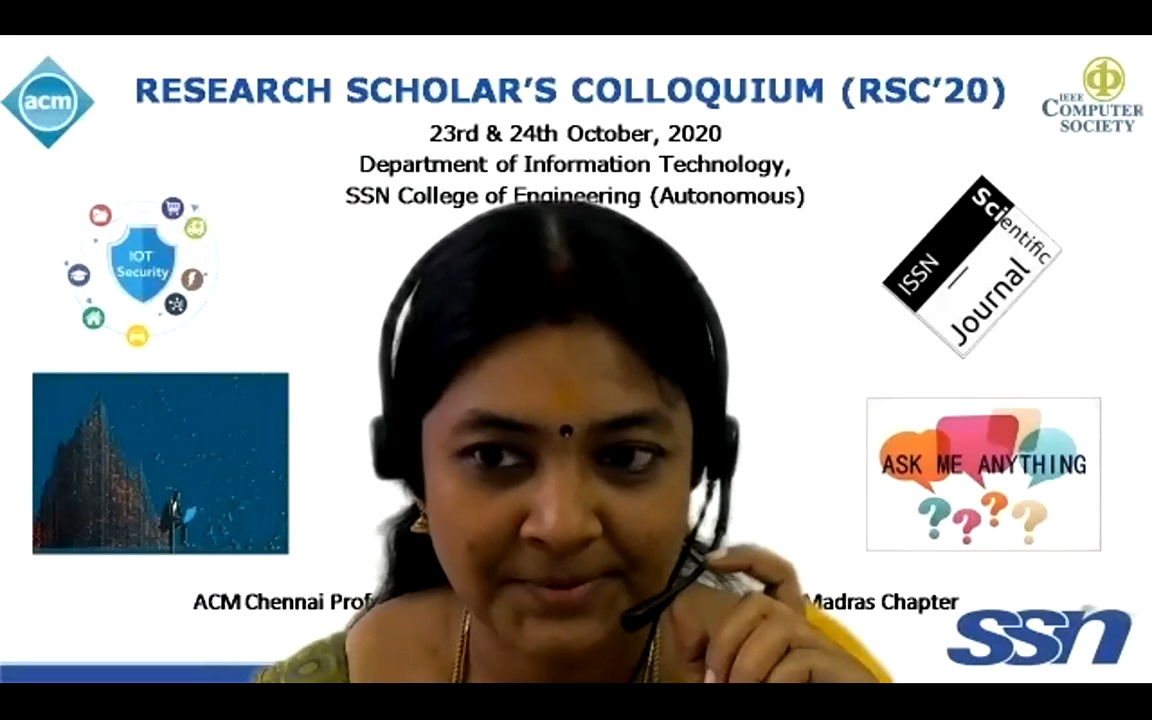 acm
RESEARCH SCHOLAR'S COLLOQUIUM (RSC'20)
IEEE
COMPUTER
SOCIETY
23rd & 24th October, 2020
Department of Information Technology,
SSN College of Engineering (Autonomous)
IOT
Security
ISSN
Scientific
Journal
ASK ME ANYTHING
? ? ? ?
ACM Chennai Prof
Madras Chapter
ssn